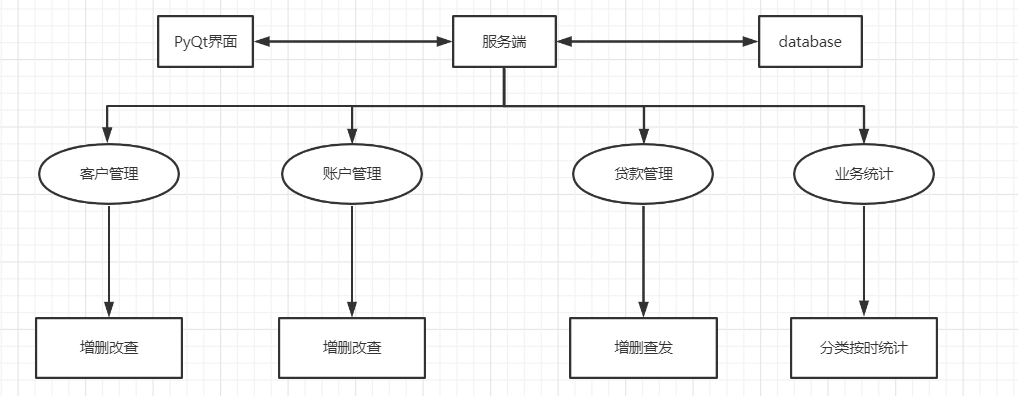 PyQt界面
服务端
database
客户管理
账户管理
贷款管理
业务统计
增删改查
增删改查
增删查发
分类按时统计